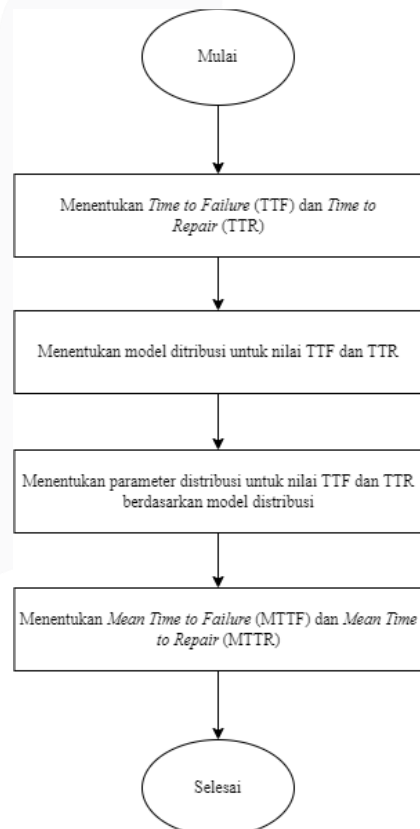 Mulai
Menentukan Time to Failure (TTF) dan Time to
Repair (TTR)
Menentukan model ditribusi untuk nilai TTF dan TTR
Menentukan parameter distribusi untuk nilai TTF dan TTR
berdasarkan model distribusi
Menentukan Mean Time to Failure (MTTF) dan Mean Time
to Repair (MTTR)
Selesai